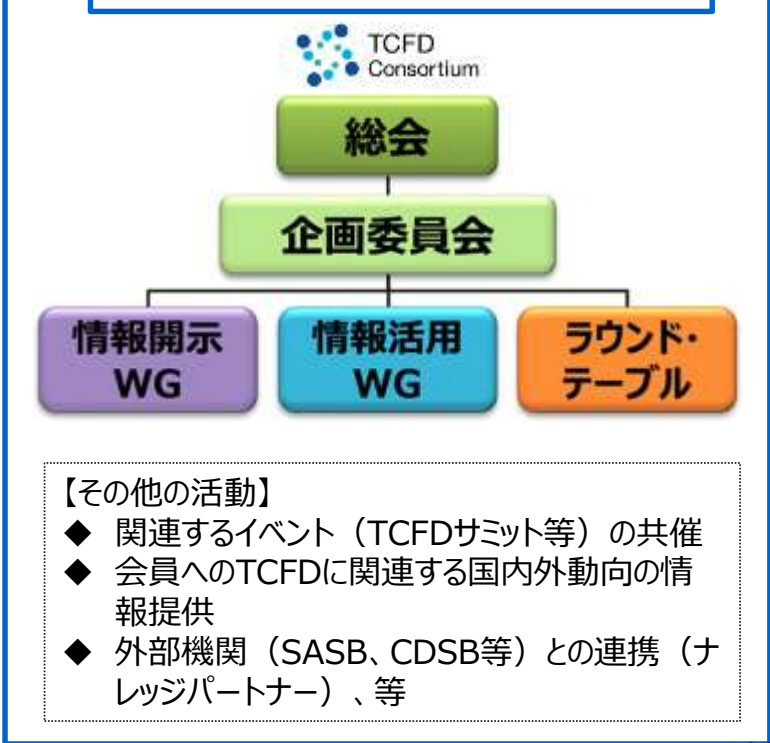 TCFD
Consortium
総会
企画委員会
情報開示
WG
情報活用
WG
ラウンド・
テーブル
【その他の活動】
◆ 関連するイベント（TCFDサミット等）の共催
◆ 会員へのTCFDに関連する国内外動向の情
報提供
◆ 外部機関（SASB、CDSB等）との連携（ナ
レッジパートナー）、等